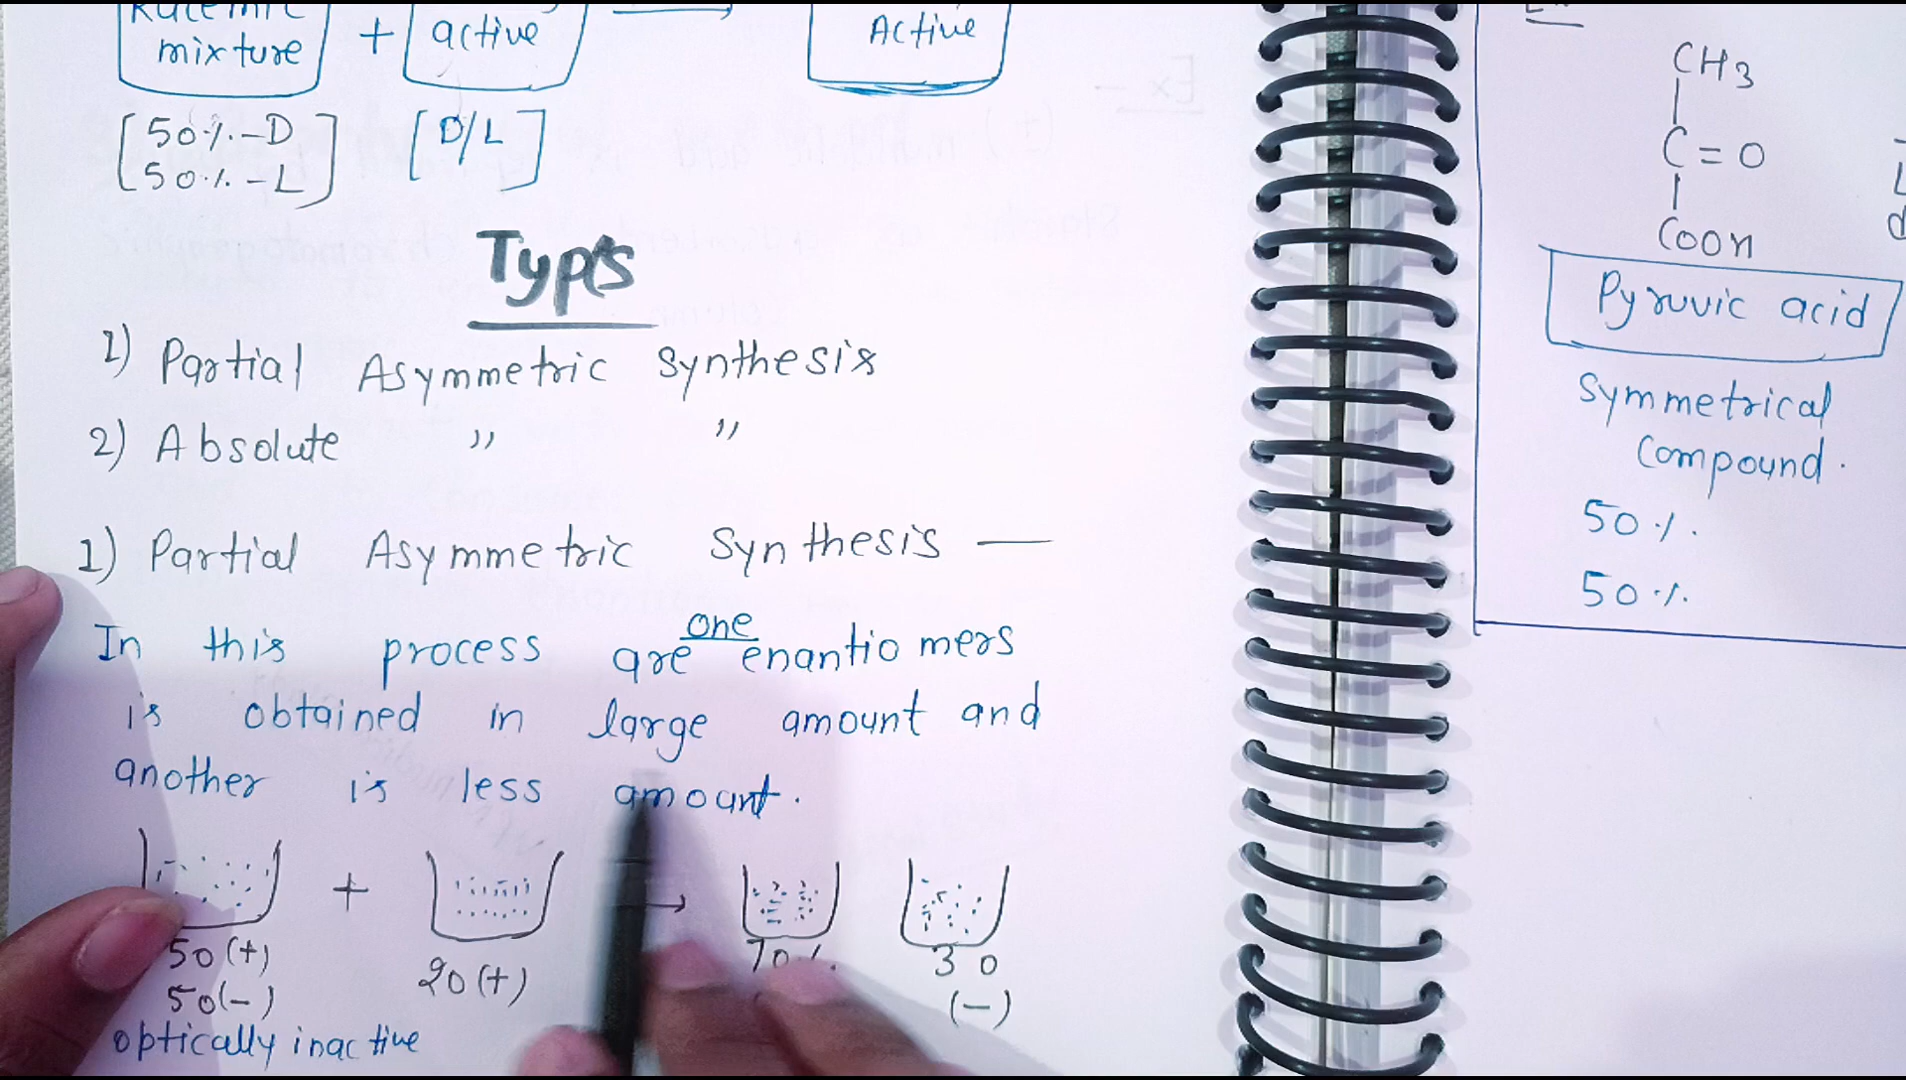 Racemic
mixture + active Active
[50%-D
50%-L] [D/L]
Types
1) Partial Asymmetric Synthesis
2) Absolute " "
1) Partial Asymmetric Synthesis —
In this process are one enantiomers
is obtained in large amount and
another is less amount.
+ →
50(+)
50(-)
20(+)
70%.
30
(-)
optically inactive
CH3
C=O
COOH
Pyruvic acid
Symmetrical
Compound.
50%.
50%.